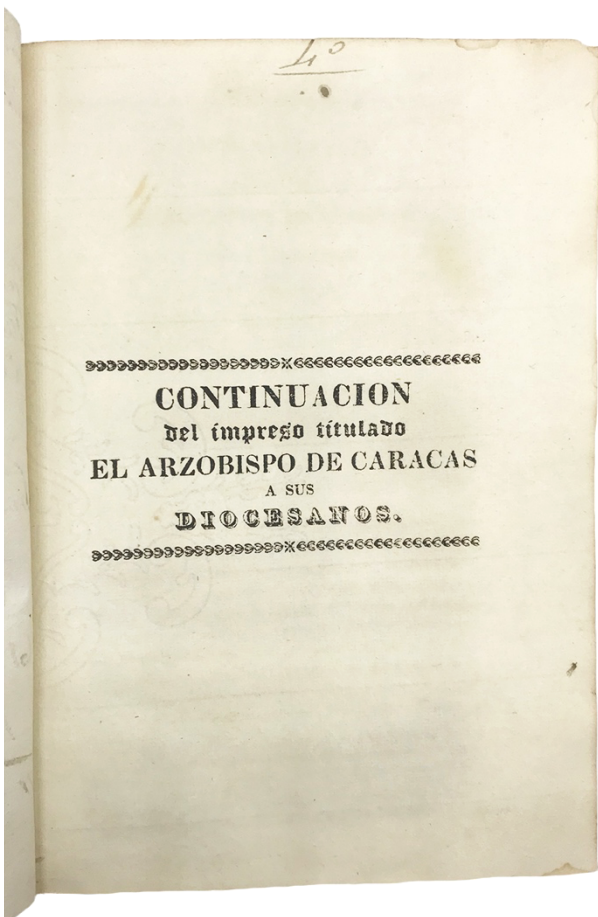 4º
CONTINUACION
del impreso titulado
EL ARZOBISPO DE CARACAS
A SUS
DIOCESANOS.